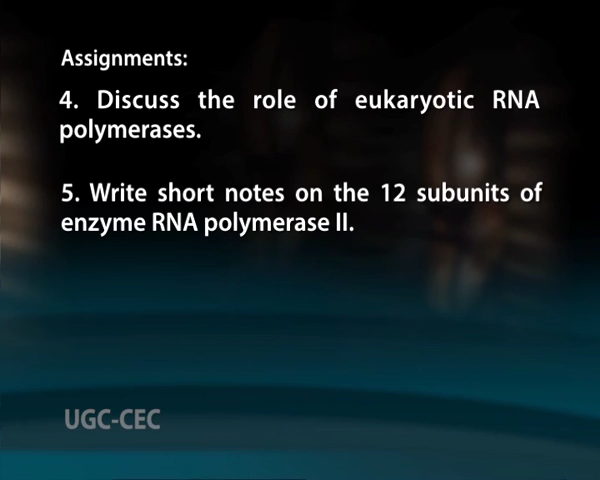 Assignments:
4. Discuss the role of eukaryotic RNA
polymerases.
5. Write short notes on the 12 subunits of
enzyme RNA polymerase II.
UGC-CEC